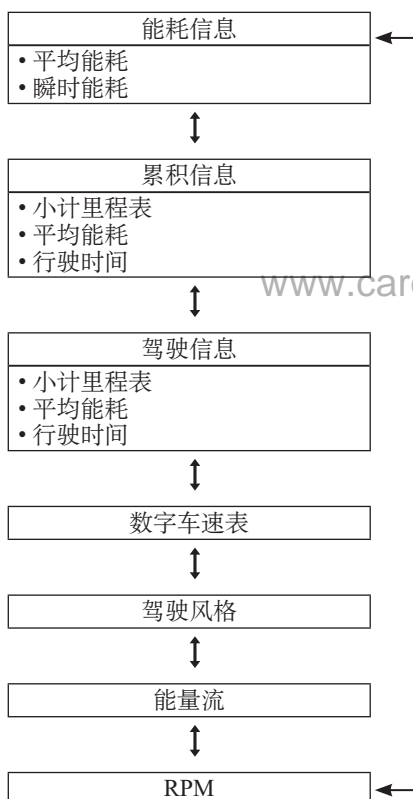 能耗信息
• 平均能耗
• 瞬时能耗
累积信息
• 小计里程表
• 平均能耗
• 行驶时间
www.car
驾驶信息
• 小计里程表
• 平均能耗
• 行驶时间
数字车速表
驾驶风格
能量流
RPM